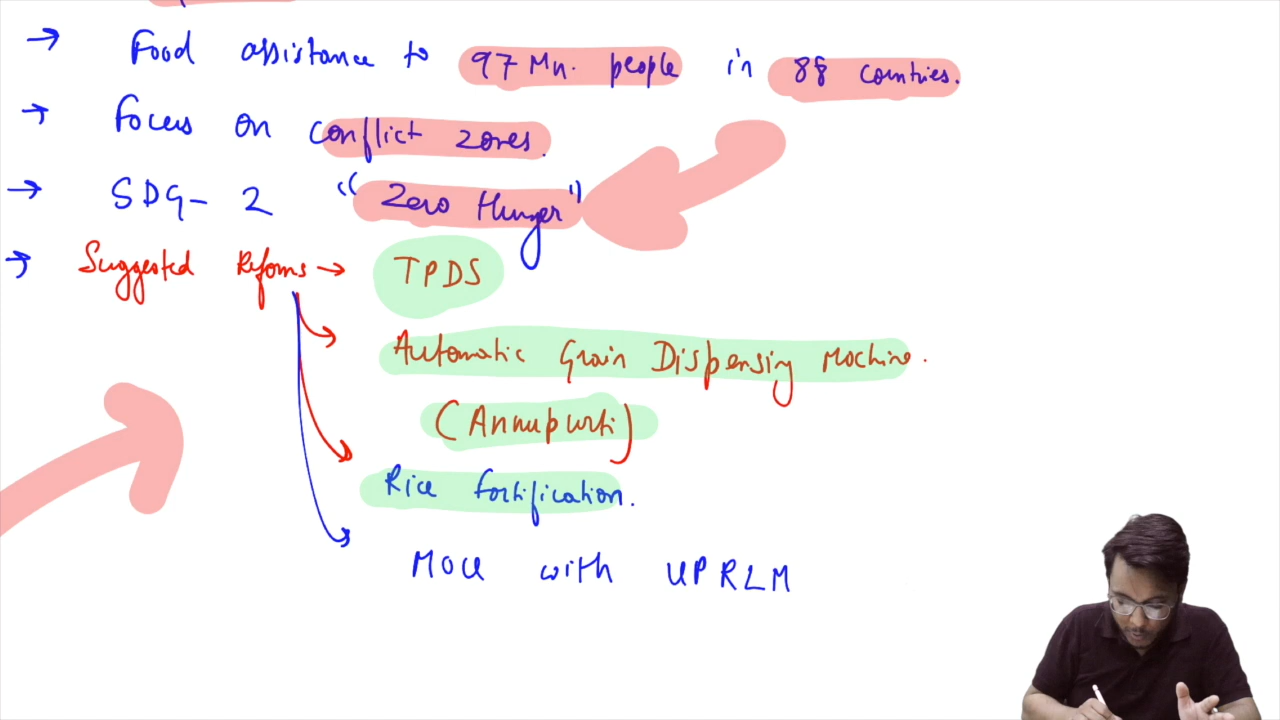 → Food assistance to 97 Mn. people in 88 countries.
→ Focus on conflict zones.
→ SDG- 2 "Zero Hunger"
→ Suggested Reforms → TPDS
Automatic Grain Dispensing Machine.
(Annupurti)
Rice fortification.
MOU with UPRLM